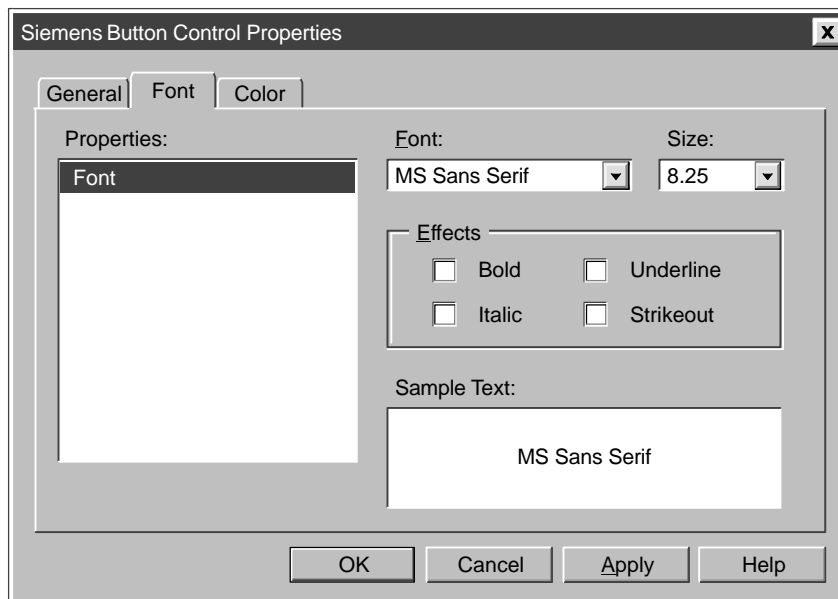 Siemens Button Control Properties
General Font Color
Properties:
Font
Font:
MS Sans Serif
Size:
8.25
Effects
Bold
Underline
Italic
Strikeout
Sample Text:
MS Sans Serif
OK Cancel Apply Help